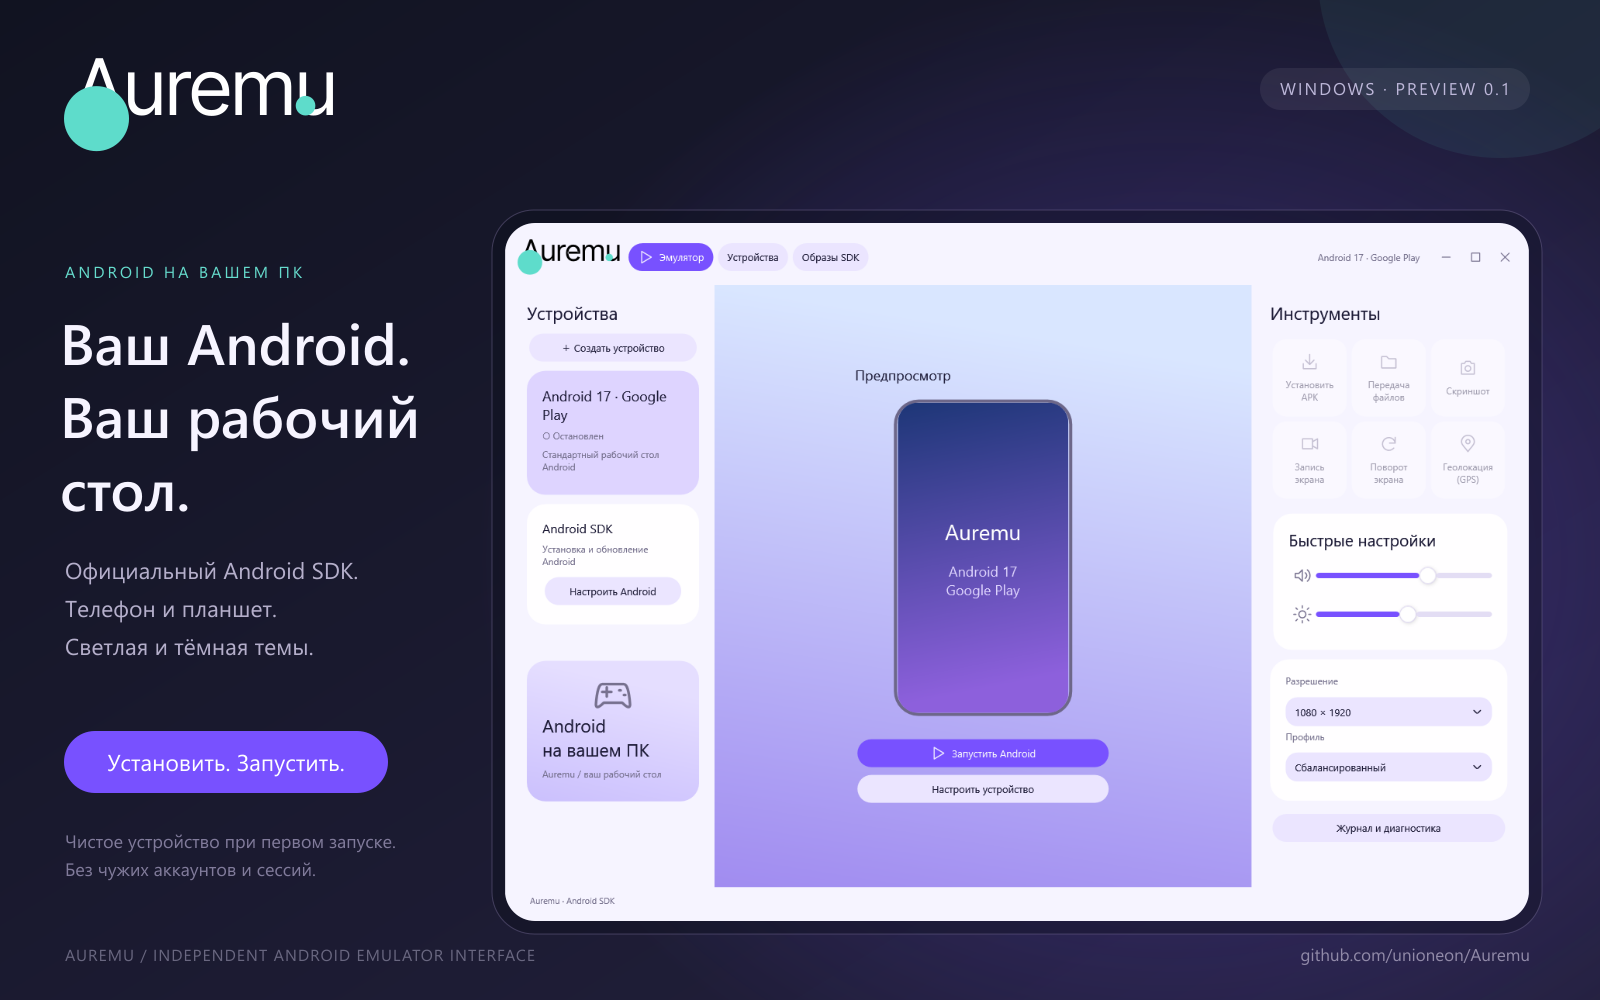 Auremu
WINDOWS · PREVIEW 0.1
ANDROID НА ВАШЕМ ПК
Ваш Android.
Ваш рабочий
стол.
Официальный Android SDK.
Телефон и планшет.
Светлая и тёмная темы.
Установить. Запустить.
Чистое устройство при первом запуске.
Без чужих аккаунтов и сессий.
Auremu
Эмулятор
Устройства
Образы SDK
Android 17 · Google Play
Устройства
+ Создать устройство
Android 17 · Google
Play
Остановлен
Стандартный рабочий стол
Android
Android SDK
Установка и обновление
Android
Настроить Android
Android
на вашем ПК
Auremu / ваш рабочий стол
Предпросмотр
Auremu
Android 17
Google Play
Запустить Android
Настроить устройство
Инструменты
Установить
APK
Передача
файлов
Скриншот
Запись
экрана
Поворот
экрана
Геолокация
(GPS)
Быстрые настройки
Разрешение
1080 × 1920
Профиль
Сбалансированный
Журнал и диагностика
Auremu · Android SDK
AUREMU / INDEPENDENT ANDROID EMULATOR INTERFACE
github.com/unioneon/Auremu